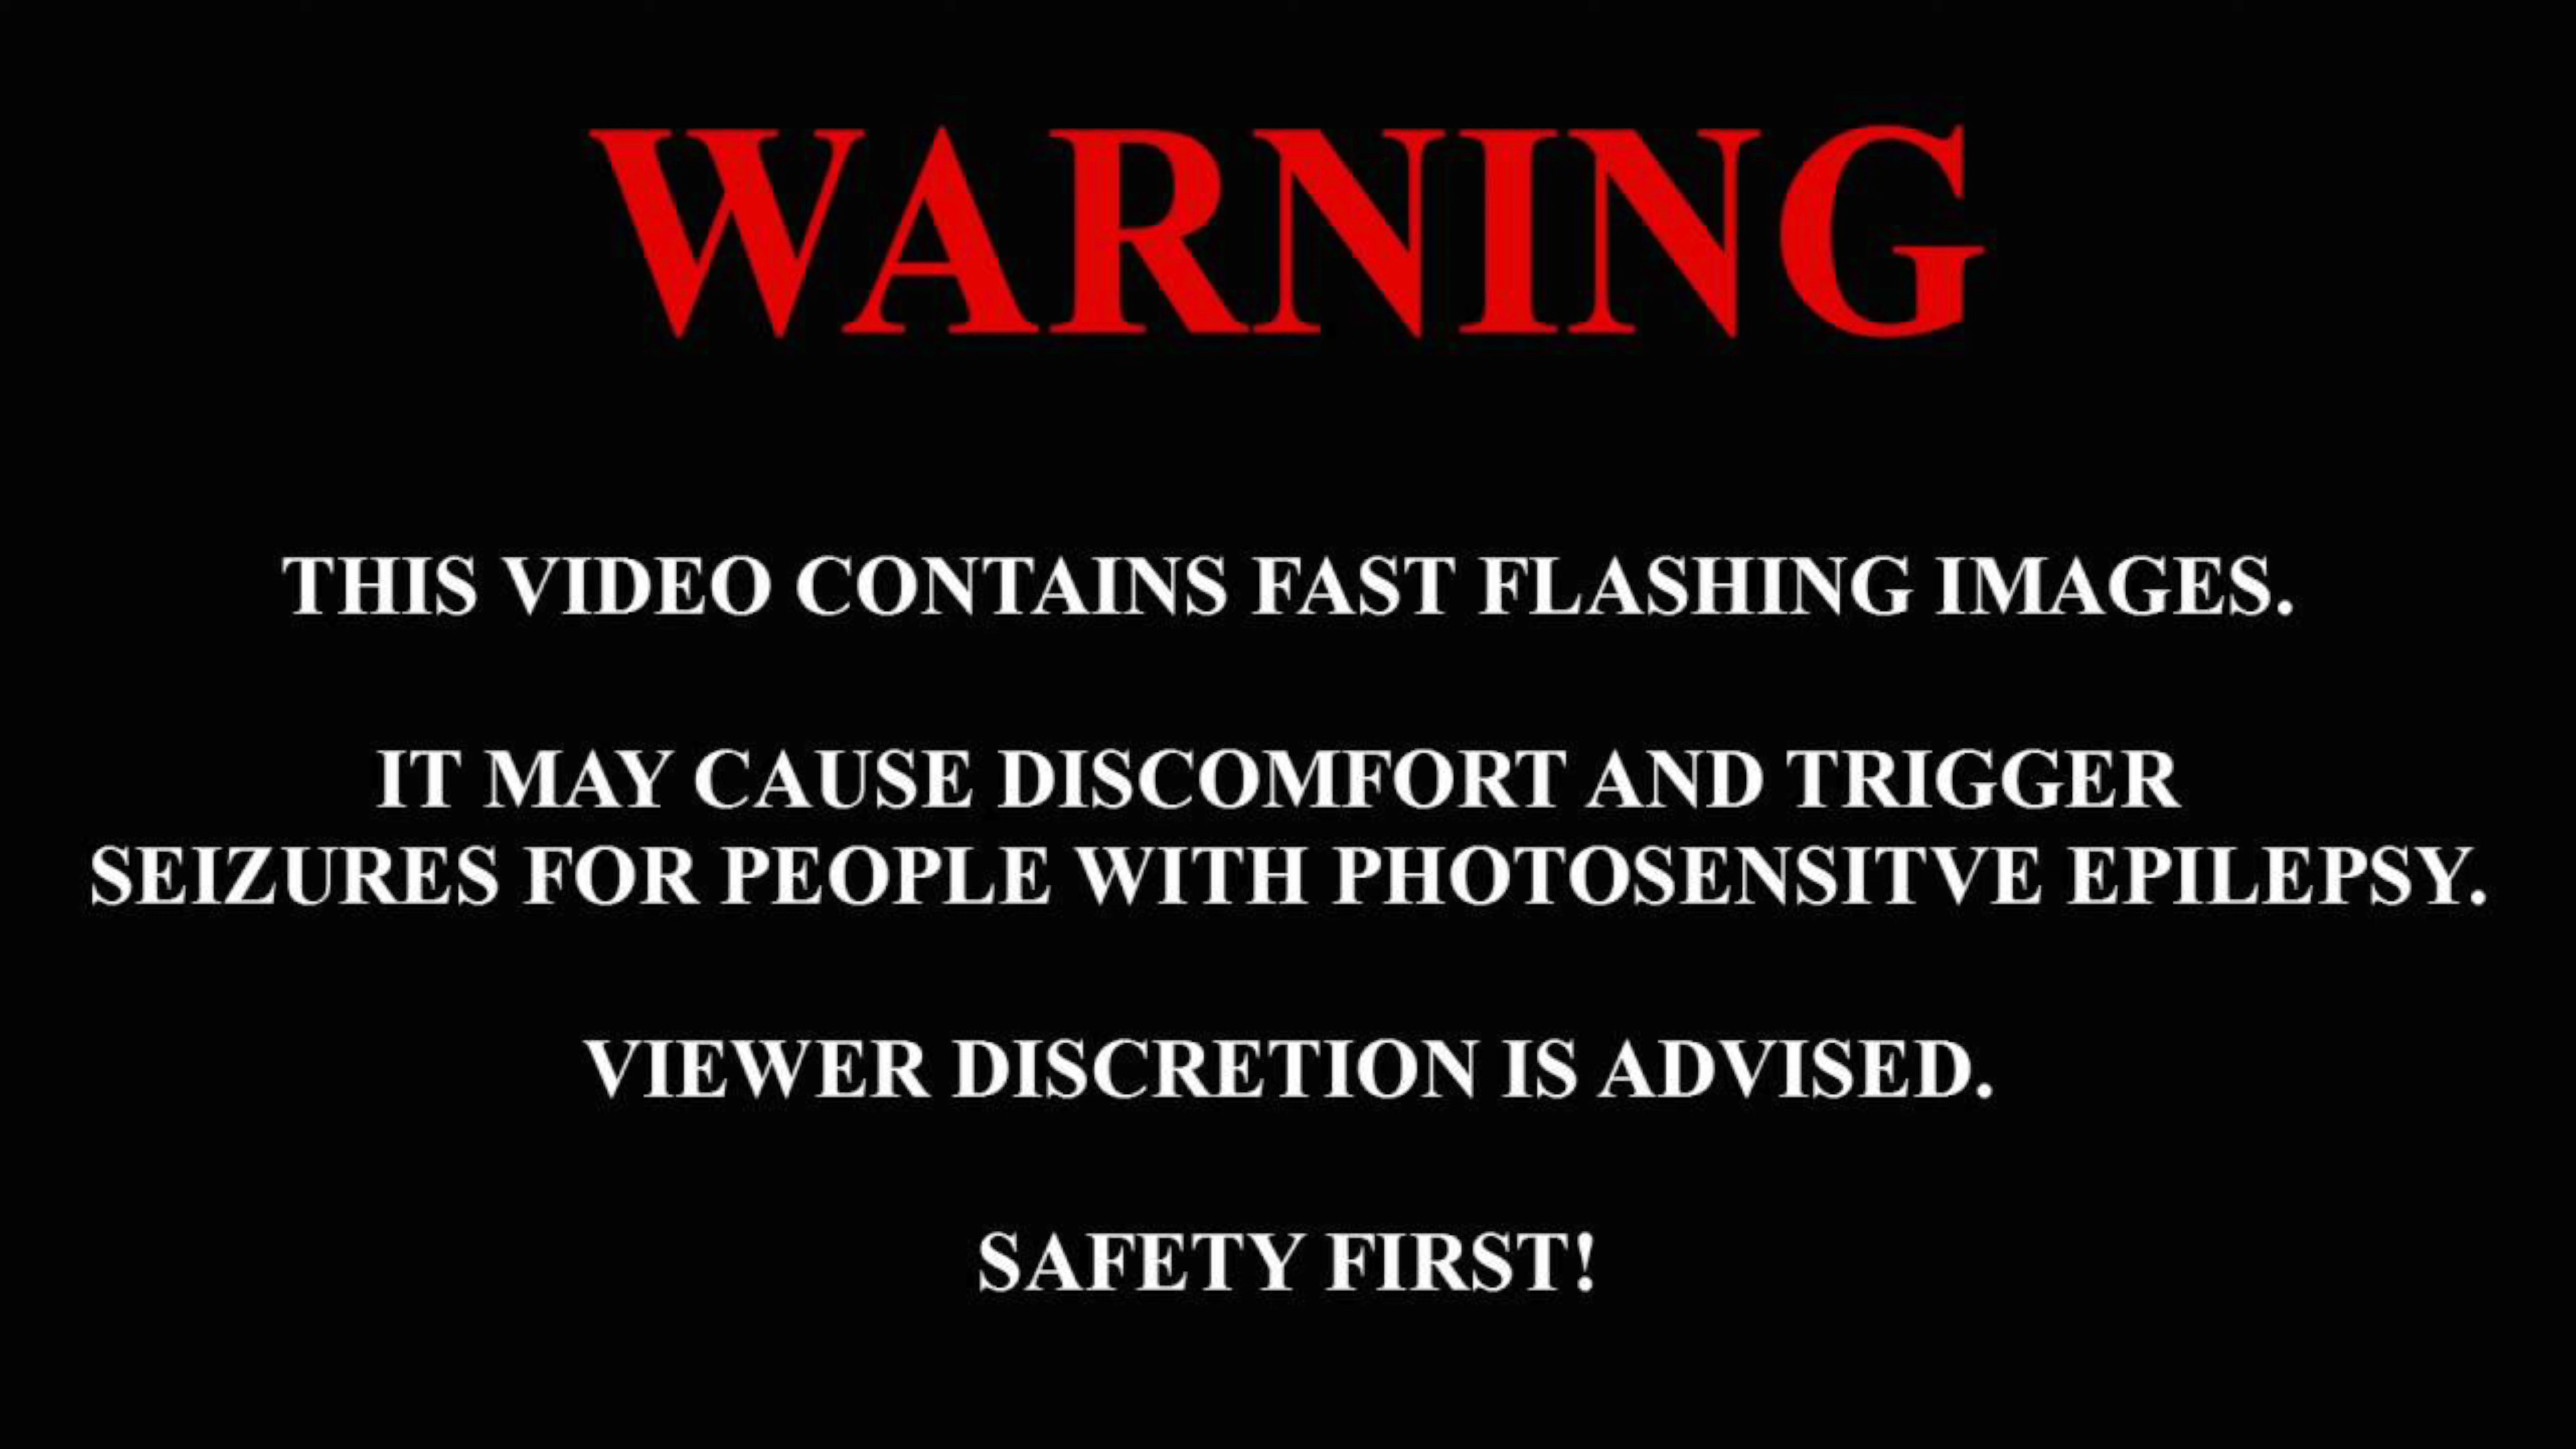 WARNING
THIS VIDEO CONTAINS FAST FLASHING IMAGES.
IT MAY CAUSE DISCOMFORT AND TRIGGER
SEIZURES FOR PEOPLE WITH PHOTOSENSITVE EPILEPSY.
VIEWER DISCRETION IS ADVISED.
SAFETY FIRST!